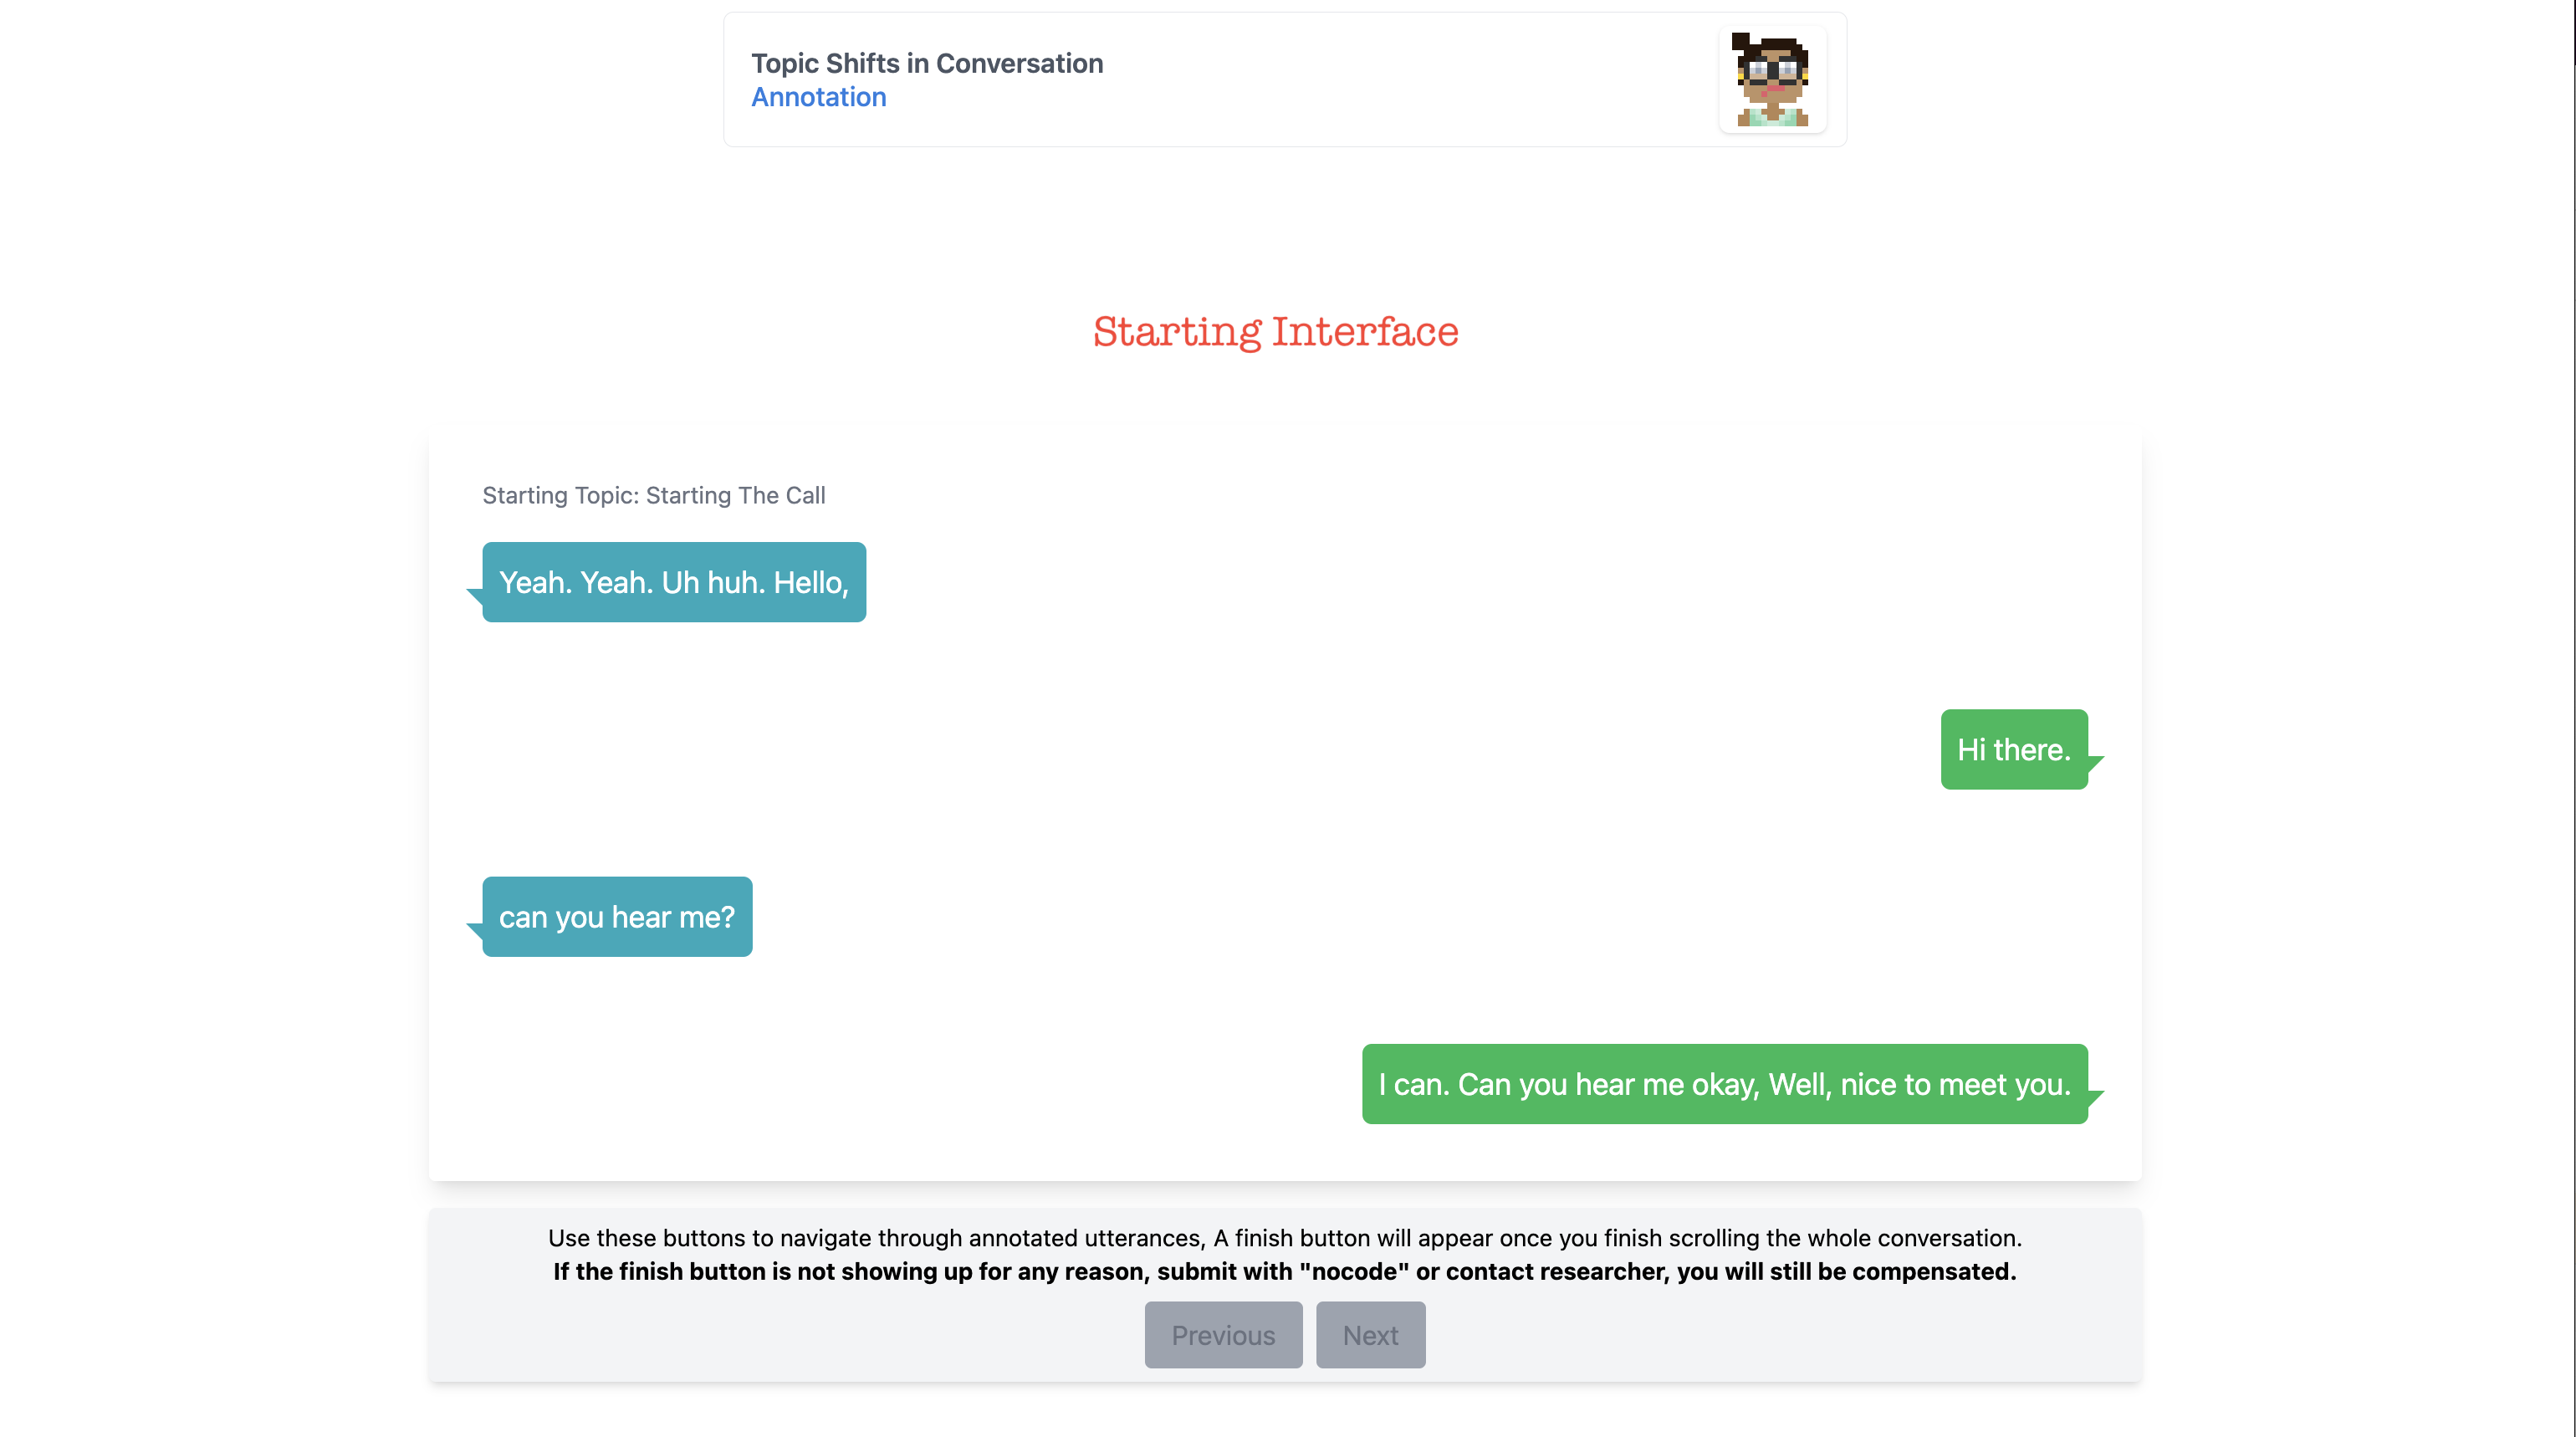 Topic Shifts in Conversation
Annotation
Starting Interface
Starting Topic: Starting The Call
Yeah. Yeah. Uh huh. Hello,
Hi there.
can you hear me?
I can. Can you hear me okay, Well, nice to meet you.
Use these buttons to navigate through annotated utterances, A finish button will appear once you finish scrolling the whole conversation.
If the finish button is not showing up for any reason, submit with "nocode" or contact researcher, you will still be compensated.
Previous Next